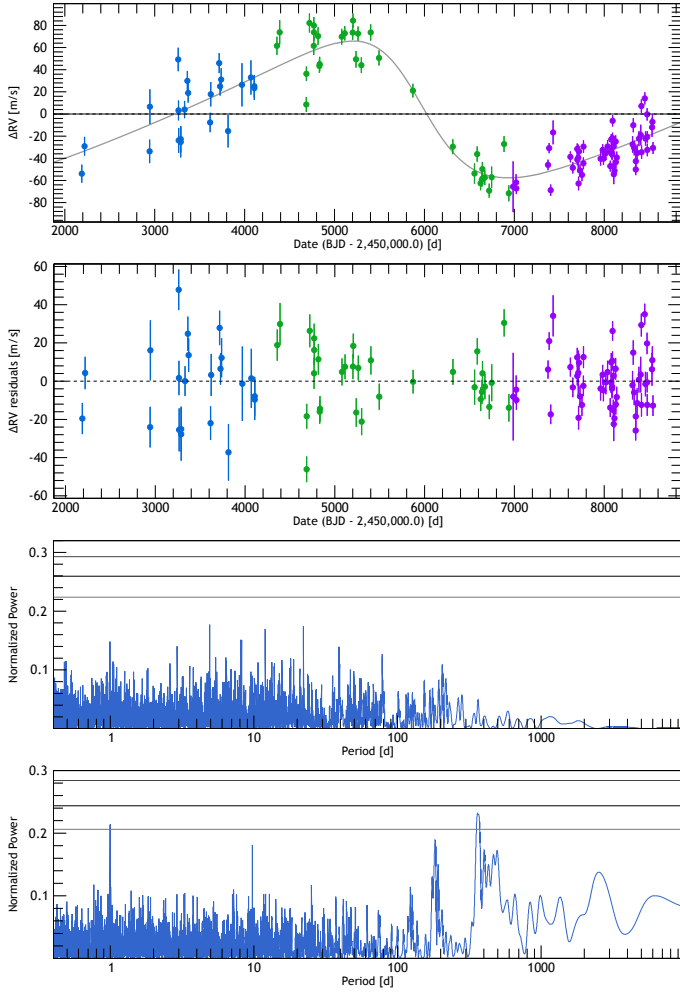 80
60
40
20
0
-20
-40
-60
-80
ΔRV [m/s]
2000 3000 4000 5000 6000 7000 8000
Date (BJD - 2,450,000.0) [d]
60
40
20
0
-20
-40
-60
ΔRV residuals [m/s]
2000 3000 4000 5000 6000 7000 8000
Date (BJD - 2,450,000.0) [d]
0.3
0.2
0.1
Normalized Power
1 10 100 1000
Period [d]
0.3
0.2
0.1
Normalized Power
1 10 100 1000
Period [d]